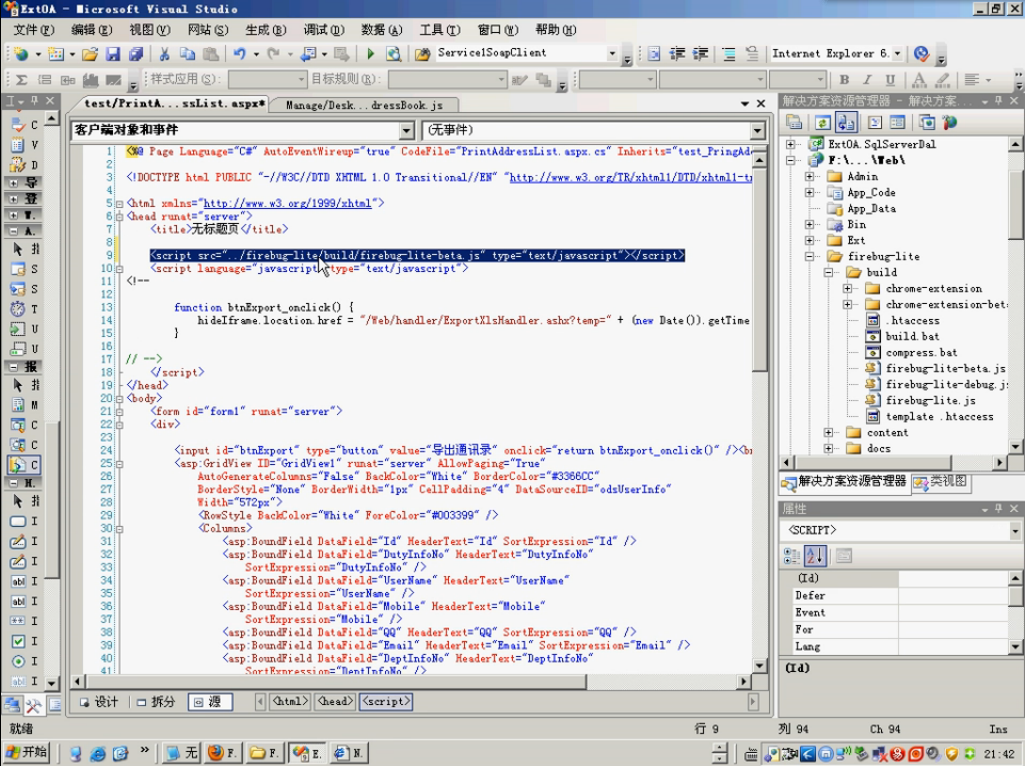 ExtOA - Microsoft Visual Studio
文件(F) 编辑(E) 视图(V) 网站(S) 生成(B) 调试(D) 数据(A) 工具(T) 窗口(W) 帮助(H)
Service1SoapClient
Internet Explorer 6.
样式应用(S):
目标规则(R):
B I U A
test/PrintA...ssList.aspx*
Manage/Desk...dressBook.js
客户端对象和事件
(无事件)
1 <%@ Page Language="C#" AutoEventWireup="true" CodeFile="PrintAddressList.aspx.cs" Inherits="test_PringAd
2
3 <!DOCTYPE html PUBLIC "-//W3C//DTD XHTML 1.0 Transitional//EN" "http://www.w3.org/TR/xhtml1/DTD/xhtml1-t
4
5 <html xmlns="http://www.w3.org/1999/xhtml">
6 <head runat="server">
7 <title>无标题页</title>
8
9 <script src="../firebug-lite/build/firebug-lite-beta.js" type="text/javascript"></script>
10 <script language="javascript" type="text/javascript">
11 <!--
12
13 function btnExport_onclick() {
14 hideIframe.location.href = "/Web/handler/ExportXlsHandler.ashx?temp=" + (new Date()).getTime
15 }
16
17 // -->
18 </script>
19 </head>
20 <body>
21 <form id="form1" runat="server">
22 <div>
23
24 <input id="btnExport" type="button" value="导出通讯录" onclick="return btnExport_onclick()" /><b
25 <asp:GridView ID="GridView1" runat="server" AllowPaging="True"
26 AutoGenerateColumns="False" BackColor="White" BorderColor="#3366CC"
27 BorderStyle="None" BorderWidth="1px" CellPadding="4" DataSourceID="odsUserInfo"
28 Width="572px">
29 <RowStyle BackColor="White" ForeColor="#003399" />
30 <Columns>
31 <asp:BoundField DataField="Id" HeaderText="Id" SortExpression="Id" />
32 <asp:BoundField DataField="DutyInfoNo" HeaderText="DutyInfoNo"
33 SortExpression="DutyInfoNo" />
34 <asp:BoundField DataField="UserName" HeaderText="UserName"
35 SortExpression="UserName" />
36 <asp:BoundField DataField="Mobile" HeaderText="Mobile"
37 SortExpression="Mobile" />
38 <asp:BoundField DataField="QQ" HeaderText="QQ" SortExpression="QQ" />
39 <asp:BoundField DataField="Email" HeaderText="Email" SortExpression="Email" />
40 <asp:BoundField DataField="DeptInfoNo" HeaderText="DeptInfoNo"
41 SortExpression="DeptInfoNo" />
设计 拆分 源 <html> <head> <script>
解决方案资源管理器 - 解决方案...
ExtOA.SqlServerDal
F:\...\Web\
Admin
App_Code
App_Data
Bin
Ext
firebug-lite
build
chrome-extension
chrome-extension-bet
.htaccess
build.bat
compress.bat
firebug-lite-beta.js
firebug-lite-debug.j
firebug-lite.js
template .htaccess
content
docs
解决方案资源管理器 类视图
属性
<SCRIPT>
(Id)
Defer
Event
For
Lang
(Id)
就绪 行 9 列 94 Ch 94 Ins
开始 无 F. F. E. N. 21:42